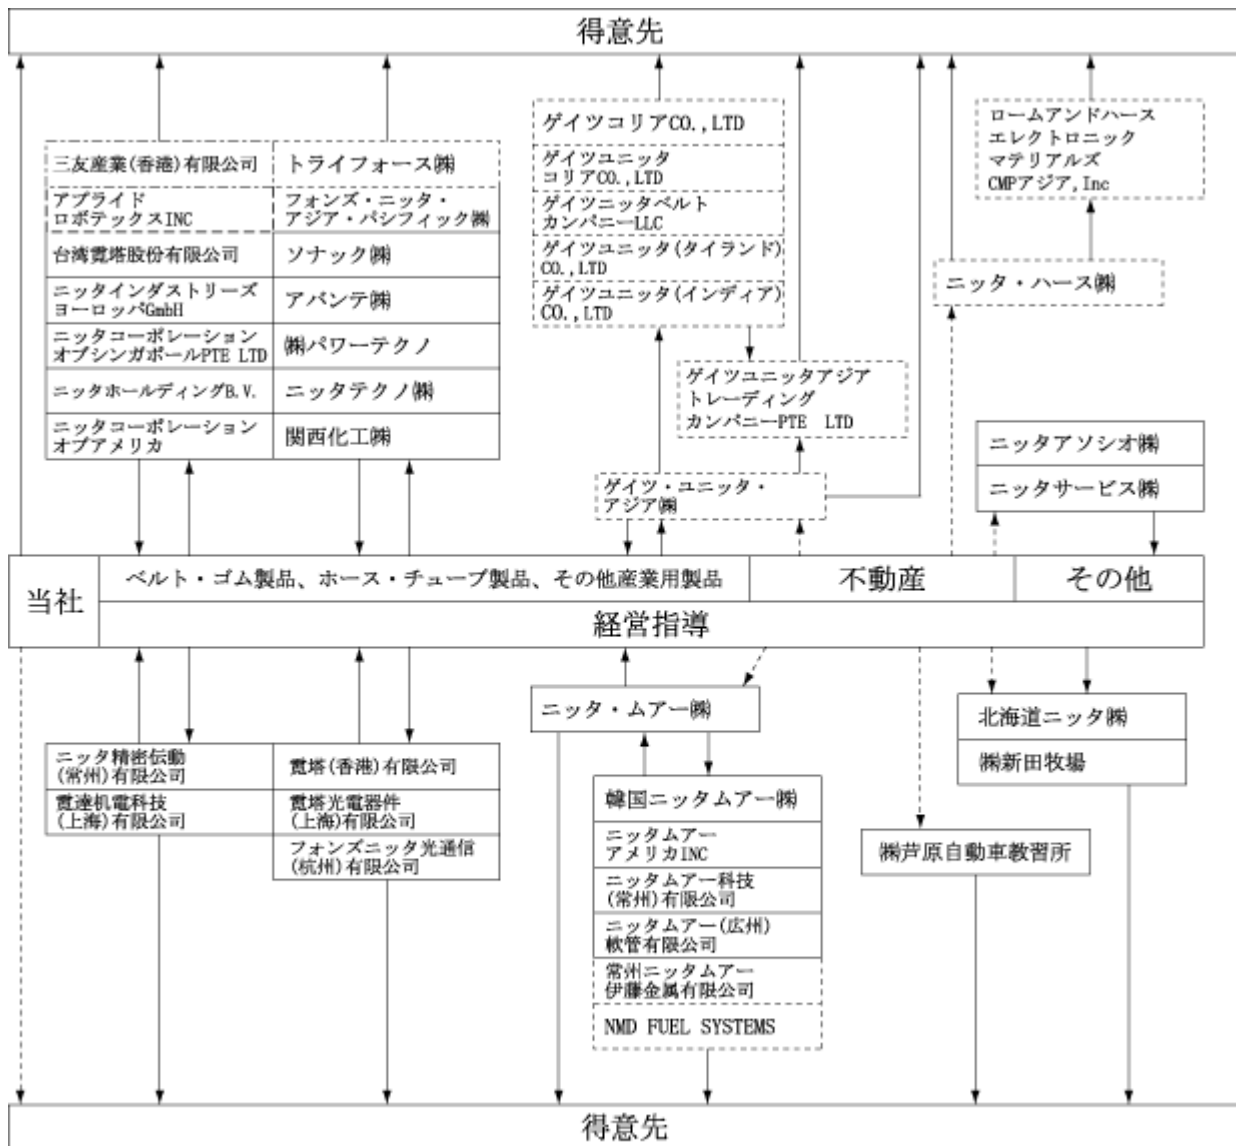 得意先
三友産業(香港)有限公司
アプライド
ロボテックスINC
台湾霓塔股份有限公司
ニッタインダストリーズ
ヨーロッパGmbH
ニッタコーポレーション
オブシンガポールPTE LTD
ニッタホールディングB.V.
ニッタコーポレーション
オブアメリカ
トライフォース㈱
フォンズ・ニッタ・
アジア・パシフィック㈱
ソナック㈱
アバンテ㈱
㈱パワーテクノ
ニッタテクノ㈱
関西化工㈱
ゲイツコリアCO.,LTD
ゲイツユニッタ
コリアCO.,LTD
ゲイツニッタベルト
カンパニーLLC
ゲイツユニッタ(タイランド)
CO.,LTD
ゲイツユニッタ(インディア)
CO.,LTD
ゲイツユニッタアジア
トレーディング
カンパニーPTE LTD
ゲイツ・ユニッタ・
アジア㈱
ロームアンドハース
エレクトロニック
マテリアルズ
CMPアジア,Inc
ニッタ・ハース㈱
ニッタアソシオ㈱
ニッタサービス㈱
当社
ベルト・ゴム製品、ホース・チューブ製品、その他産業用製品
不動産
その他
経営指導
ニッタ精密伝動
(常州)有限公司
霓達机電科技
(上海)有限公司
霓塔(香港)有限公司
霓塔光電器件
(上海)有限公司
フォンズニッタ光通信
(杭州)有限公司
ニッタ・ムアー㈱
韓国ニッタムアー㈱
ニッタムアー
アメリカINC
ニッタムアー科技
(常州)有限公司
ニッタムアー(広州)
軟管有限公司
常州ニッタムアー
伊藤金属有限公司
NMD FUEL SYSTEMS
北海道ニッタ㈱
㈱新田牧場
㈱芦原自動車教習所
得意先